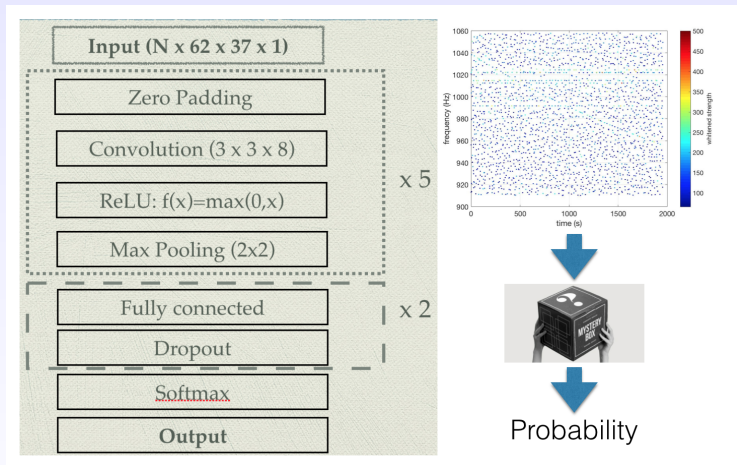 Input (N x 62 x 37 x 1)
Zero Padding
Convolution (3 x 3 x 8)
ReLU: f(x)=max(0,x)
Max Pooling (2x2)
x 5
Fully connected
Dropout
x 2
Softmax
Output
1060
1040
1020
1000
980
960
940
920
900
frequency (Hz)
0
500
1000
1500
2000
time (s)
500
450
400
350
300
250
200
150
100
whitened strength
MYSTERY
BOX
Probability